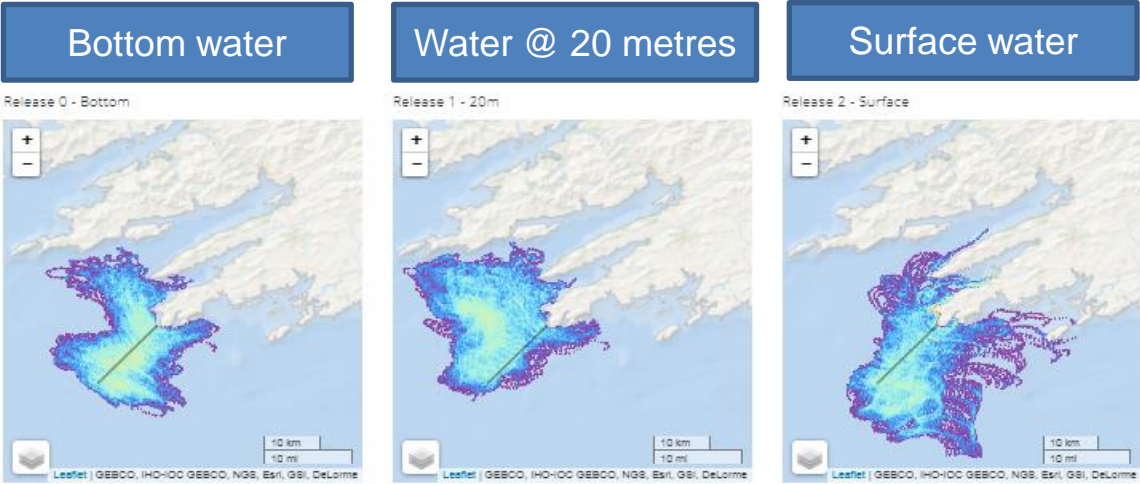 Bottom water
Water @ 20 metres
Surface water
Release 0 - Bottom
Release 1 - 20m
Release 2 - Surface
+
−
+
−
+
−
10 km
10 mi
10 km
10 mi
10 km
10 mi
Leaflet | GEBCO, IHO-IOC GEBCO, NGS, Esri, GSI, DeLorme
Leaflet | GEBCO, IHO-IOC GEBCO, NGS, Esri, GSI, DeLorme
Leaflet | GEBCO, IHO-IOC GEBCO, NGS, Esri, GSI, DeLorme